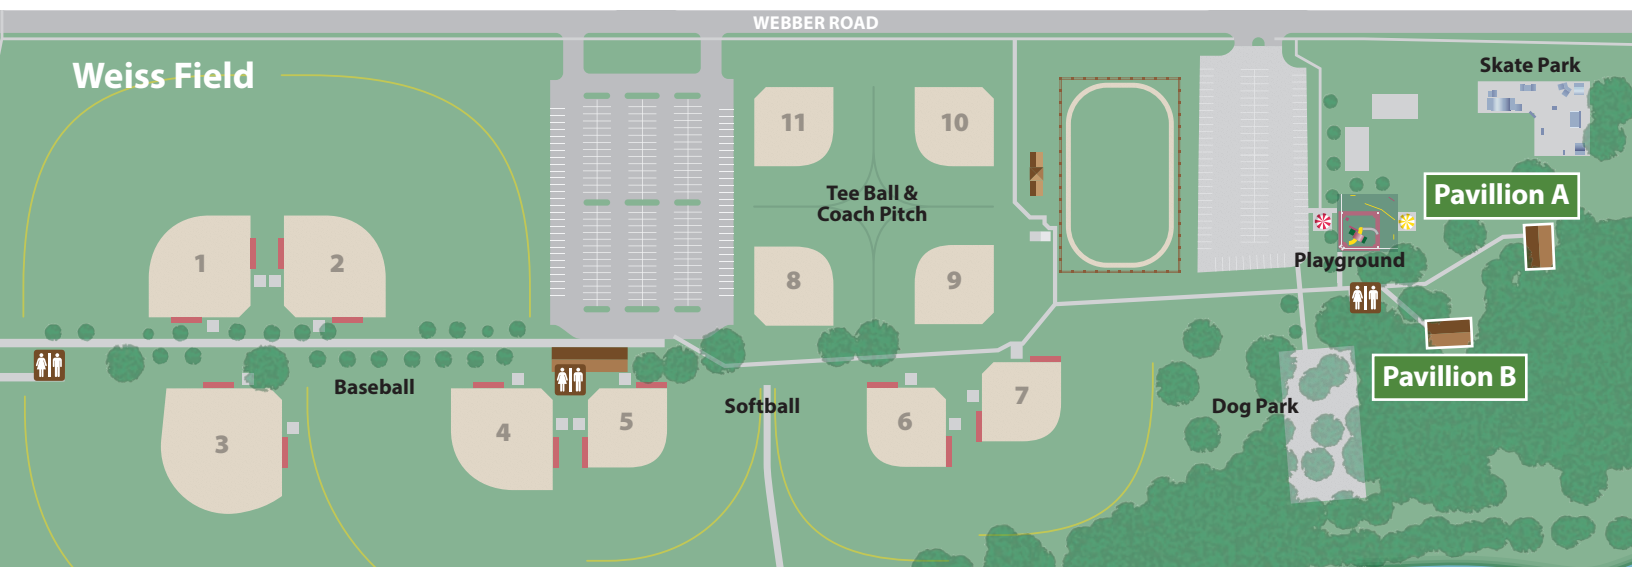 WEBBER ROAD
Weiss Field
Skate Park
11
10
Pavillion A
Tee Ball &
Coach Pitch
1
2
Playground
8
9
Baseball
Pavillion B
Softball
Dog Park
3
4
5
6
7